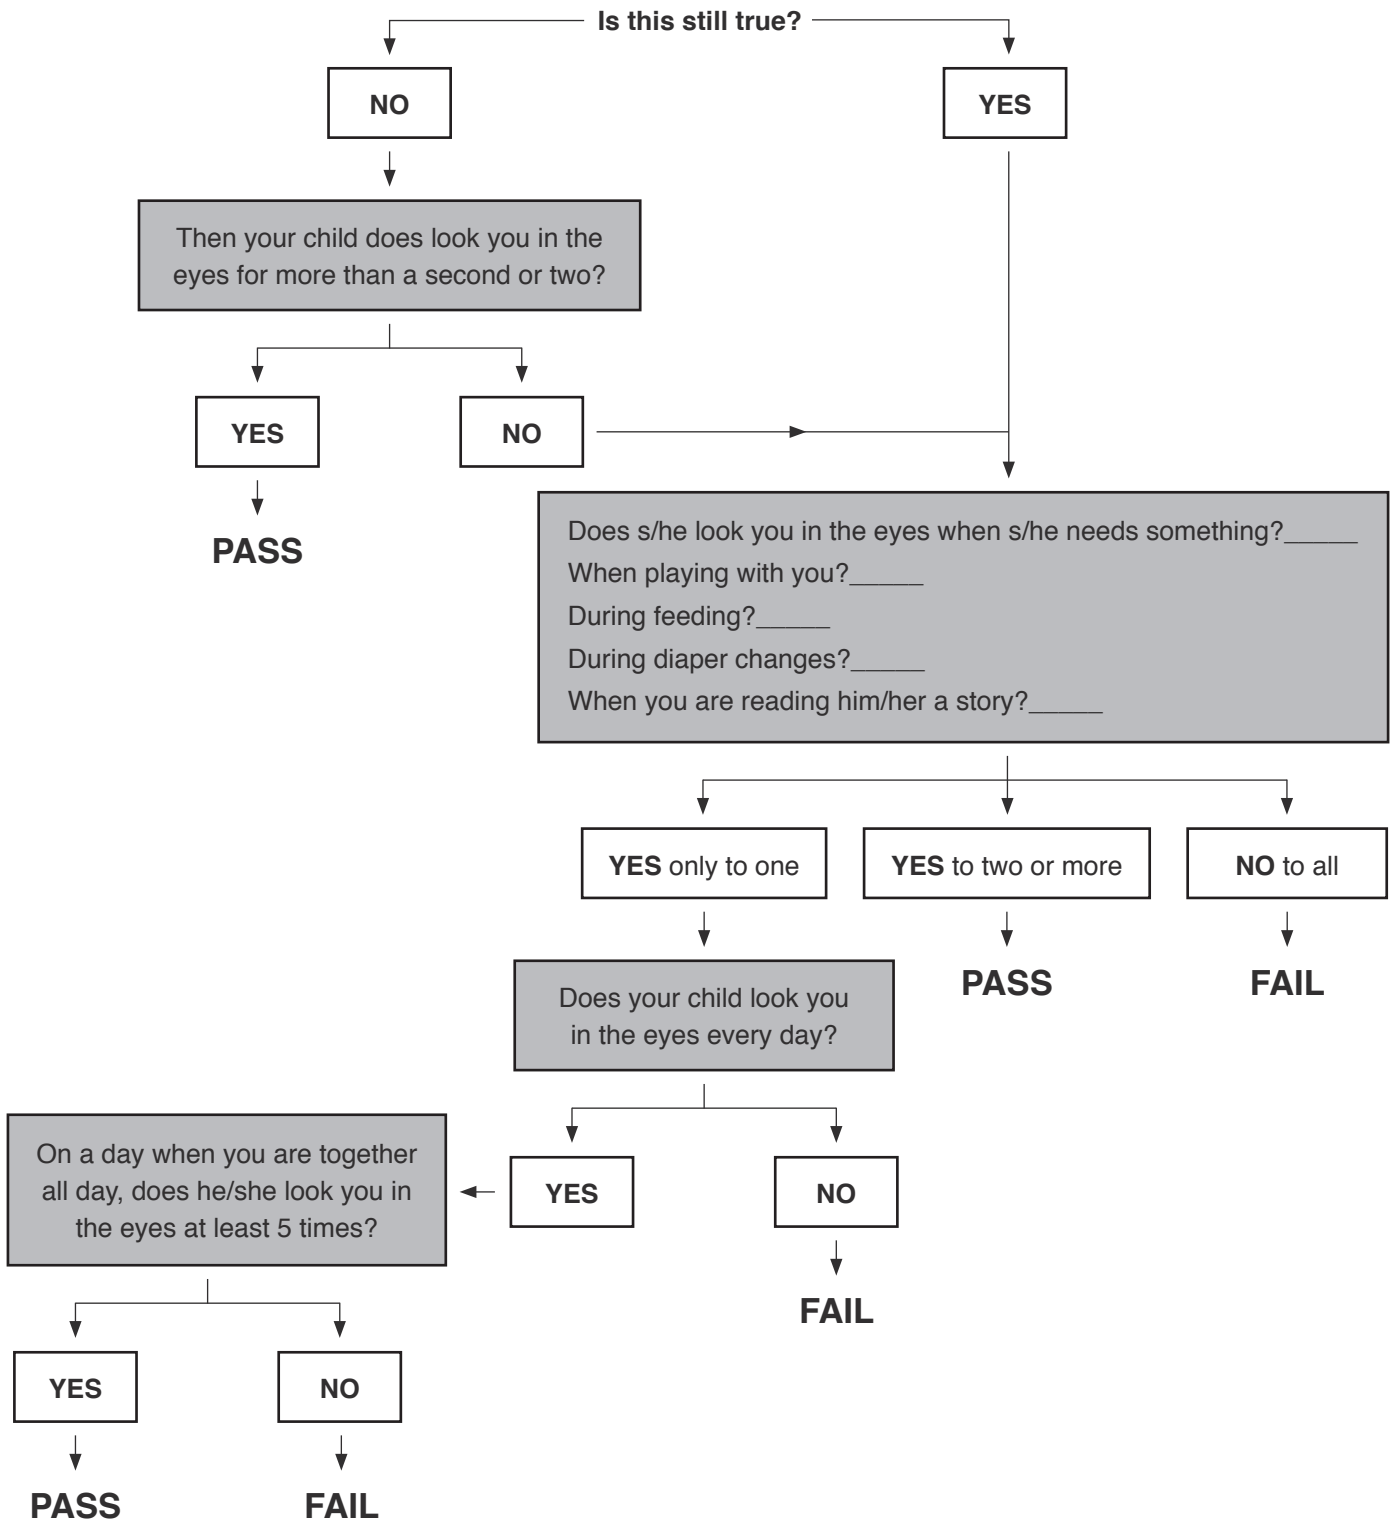 Is this still true?
NO
YES
Then your child does look you in the
eyes for more than a second or two?
YES
NO
PASS
Does s/he look you in the eyes when s/he needs something?_____
When playing with you?_____
During feeding?_____
During diaper changes?_____
When you are reading him/her a story?_____
YES only to one
YES to two or more
NO to all
PASS
FAIL
Does your child look you
in the eyes every day?
YES
NO
FAIL
On a day when you are together
all day, does he/she look you in
the eyes at least 5 times?
YES
NO
PASS
FAIL